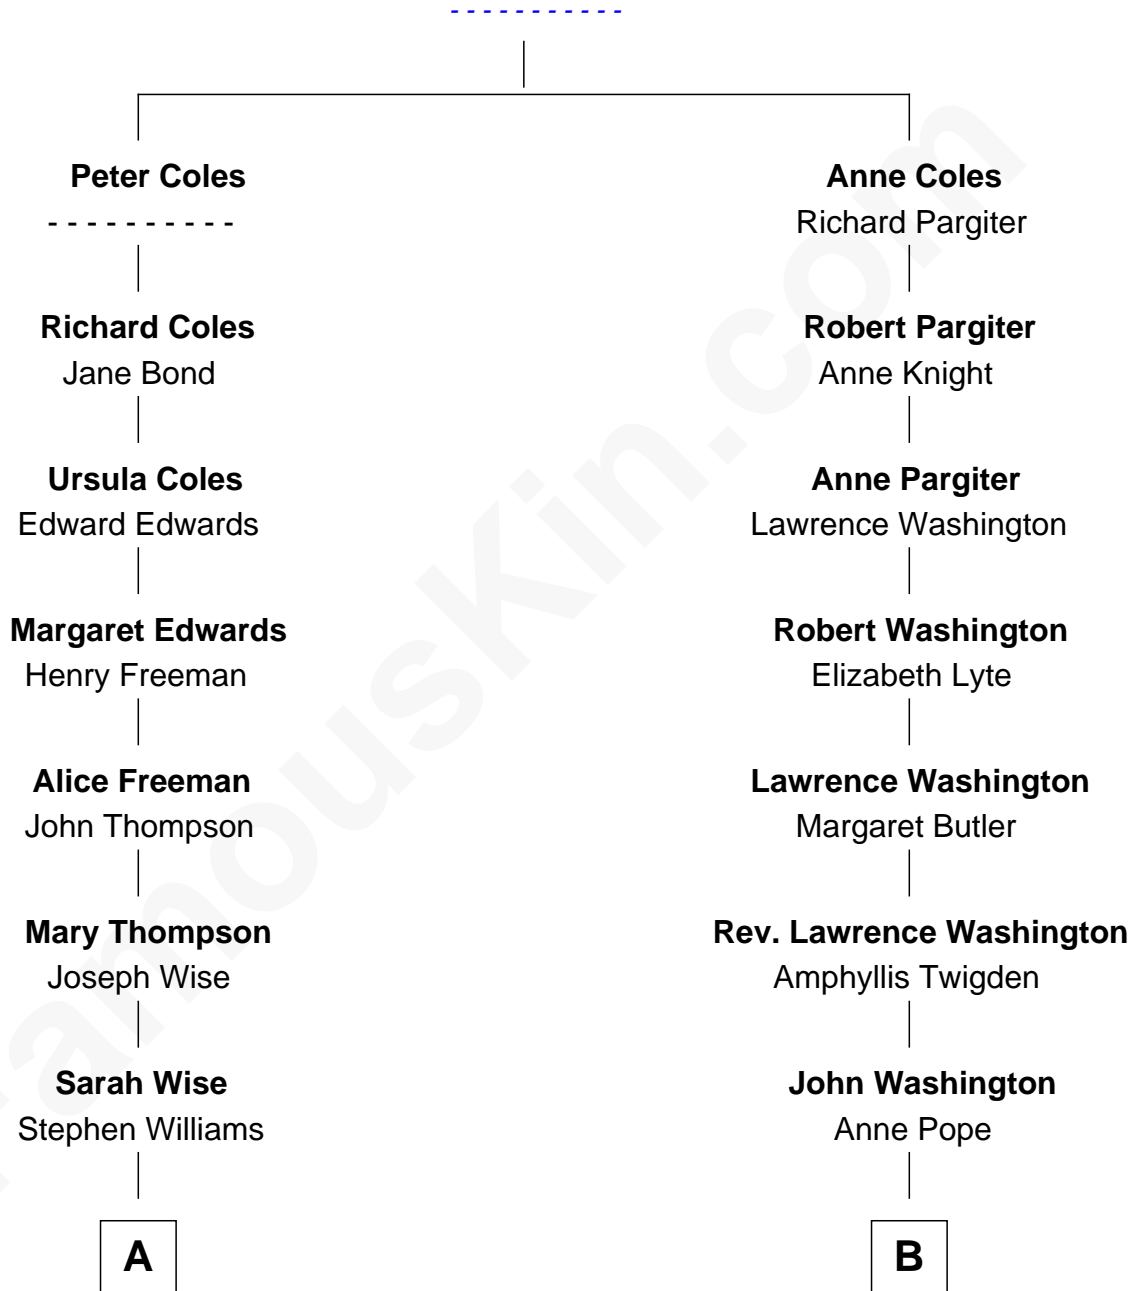 - - - - - - - - - - -
Peter Coles
- - - - - - - - - -
Richard Coles
Jane Bond
Ursula Coles
Edward Edwards
Margaret Edwards
Henry Freeman
Alice Freeman
John Thompson
Mary Thompson
Joseph Wise
Sarah Wise
Stephen Williams
A
Anne Coles
Richard Pargiter
Robert Pargiter
Anne Knight
Anne Pargiter
Lawrence Washington
Robert Washington
Elizabeth Lyte
Lawrence Washington
Margaret Butler
Rev. Lawrence Washington
Amphyllis Twigden
John Washington
Anne Pope
B
FamousKin.com